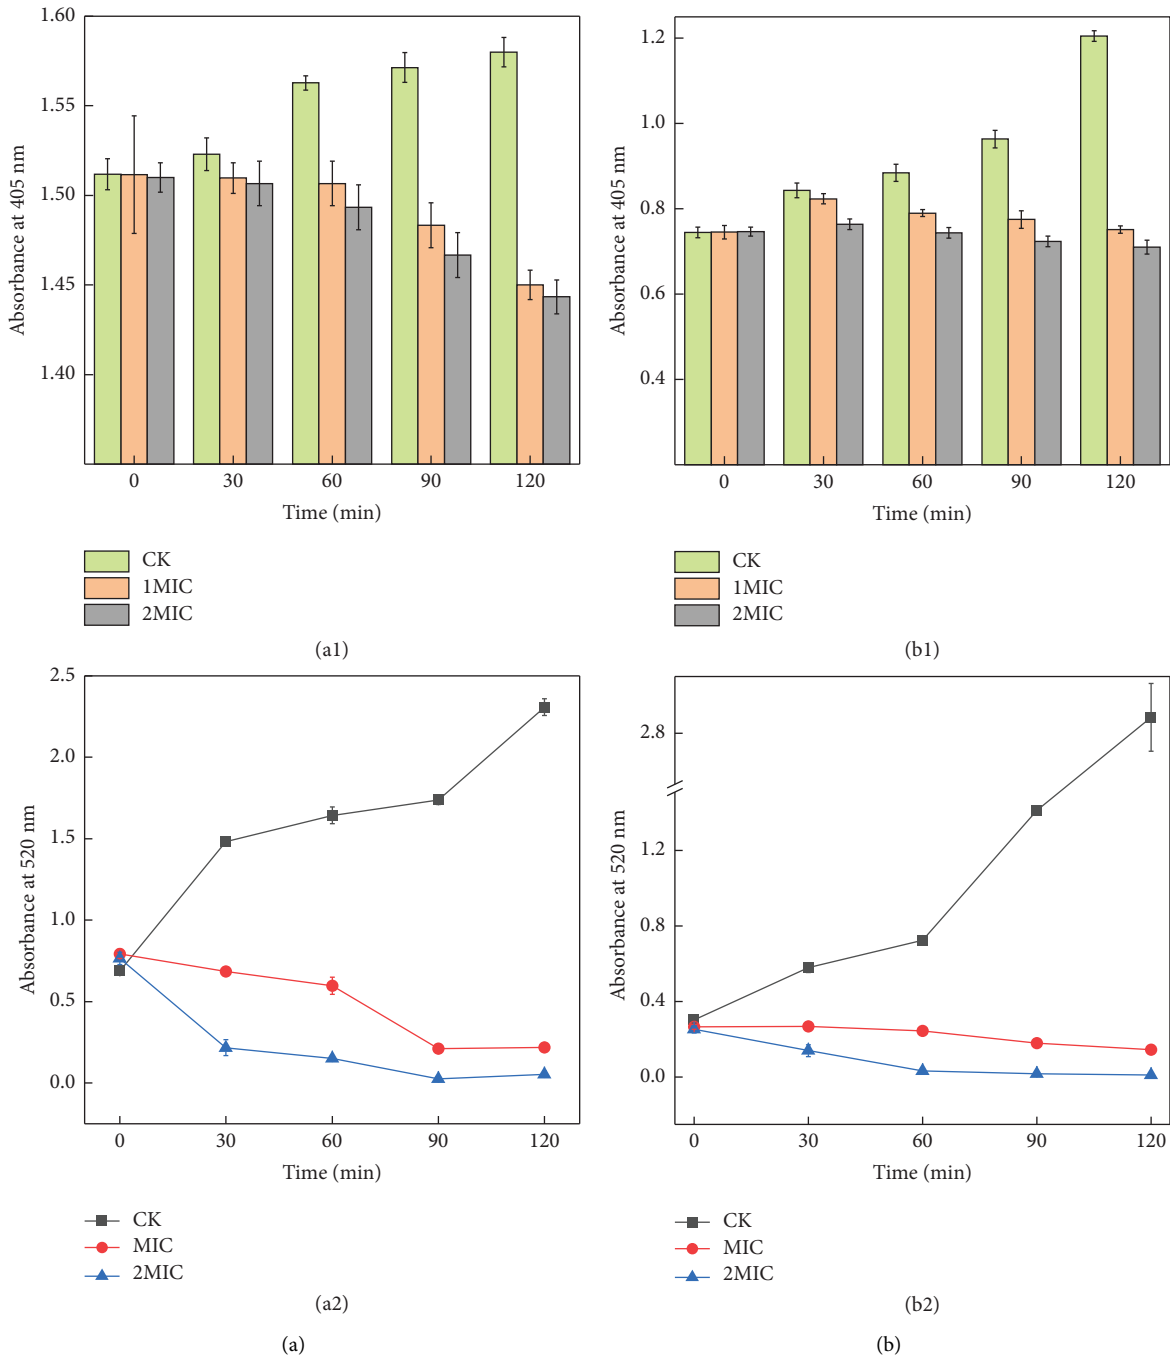 1.60
1.55
1.50
1.45
1.40
Absorbance at 405 nm
0 30 60 90 120
Time (min)
CK
1MIC
2MIC
(a1)
1.2
1.0
0.8
0.6
0.4
Absorbance at 405 nm
0 30 60 90 120
Time (min)
CK
1MIC
2MIC
(b1)
2.5
2.0
1.5
1.0
0.5
0.0
Absorbance at 520 nm
0 30 60 90 120
Time (min)
CK
MIC
2MIC
(a2)
(a)
2.8
1.2
0.8
0.4
0.0
Absorbance at 520 nm
0 30 60 90 120
Time (min)
CK
MIC
2MIC
(b2)
(b)